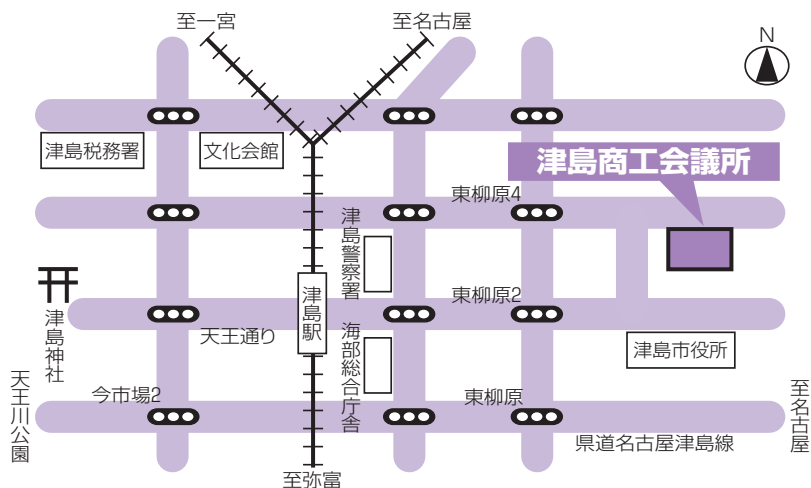 至一宮
至名古屋
N
津島税務署
文化会館
津島商工会議所
東柳原4
津島警察署
津島神社
天王通り
津島駅
東柳原2
海部総合庁舎
津島市役所
天王川公園
今市場2
東柳原
県道名古屋津島線
至名古屋
至弥富